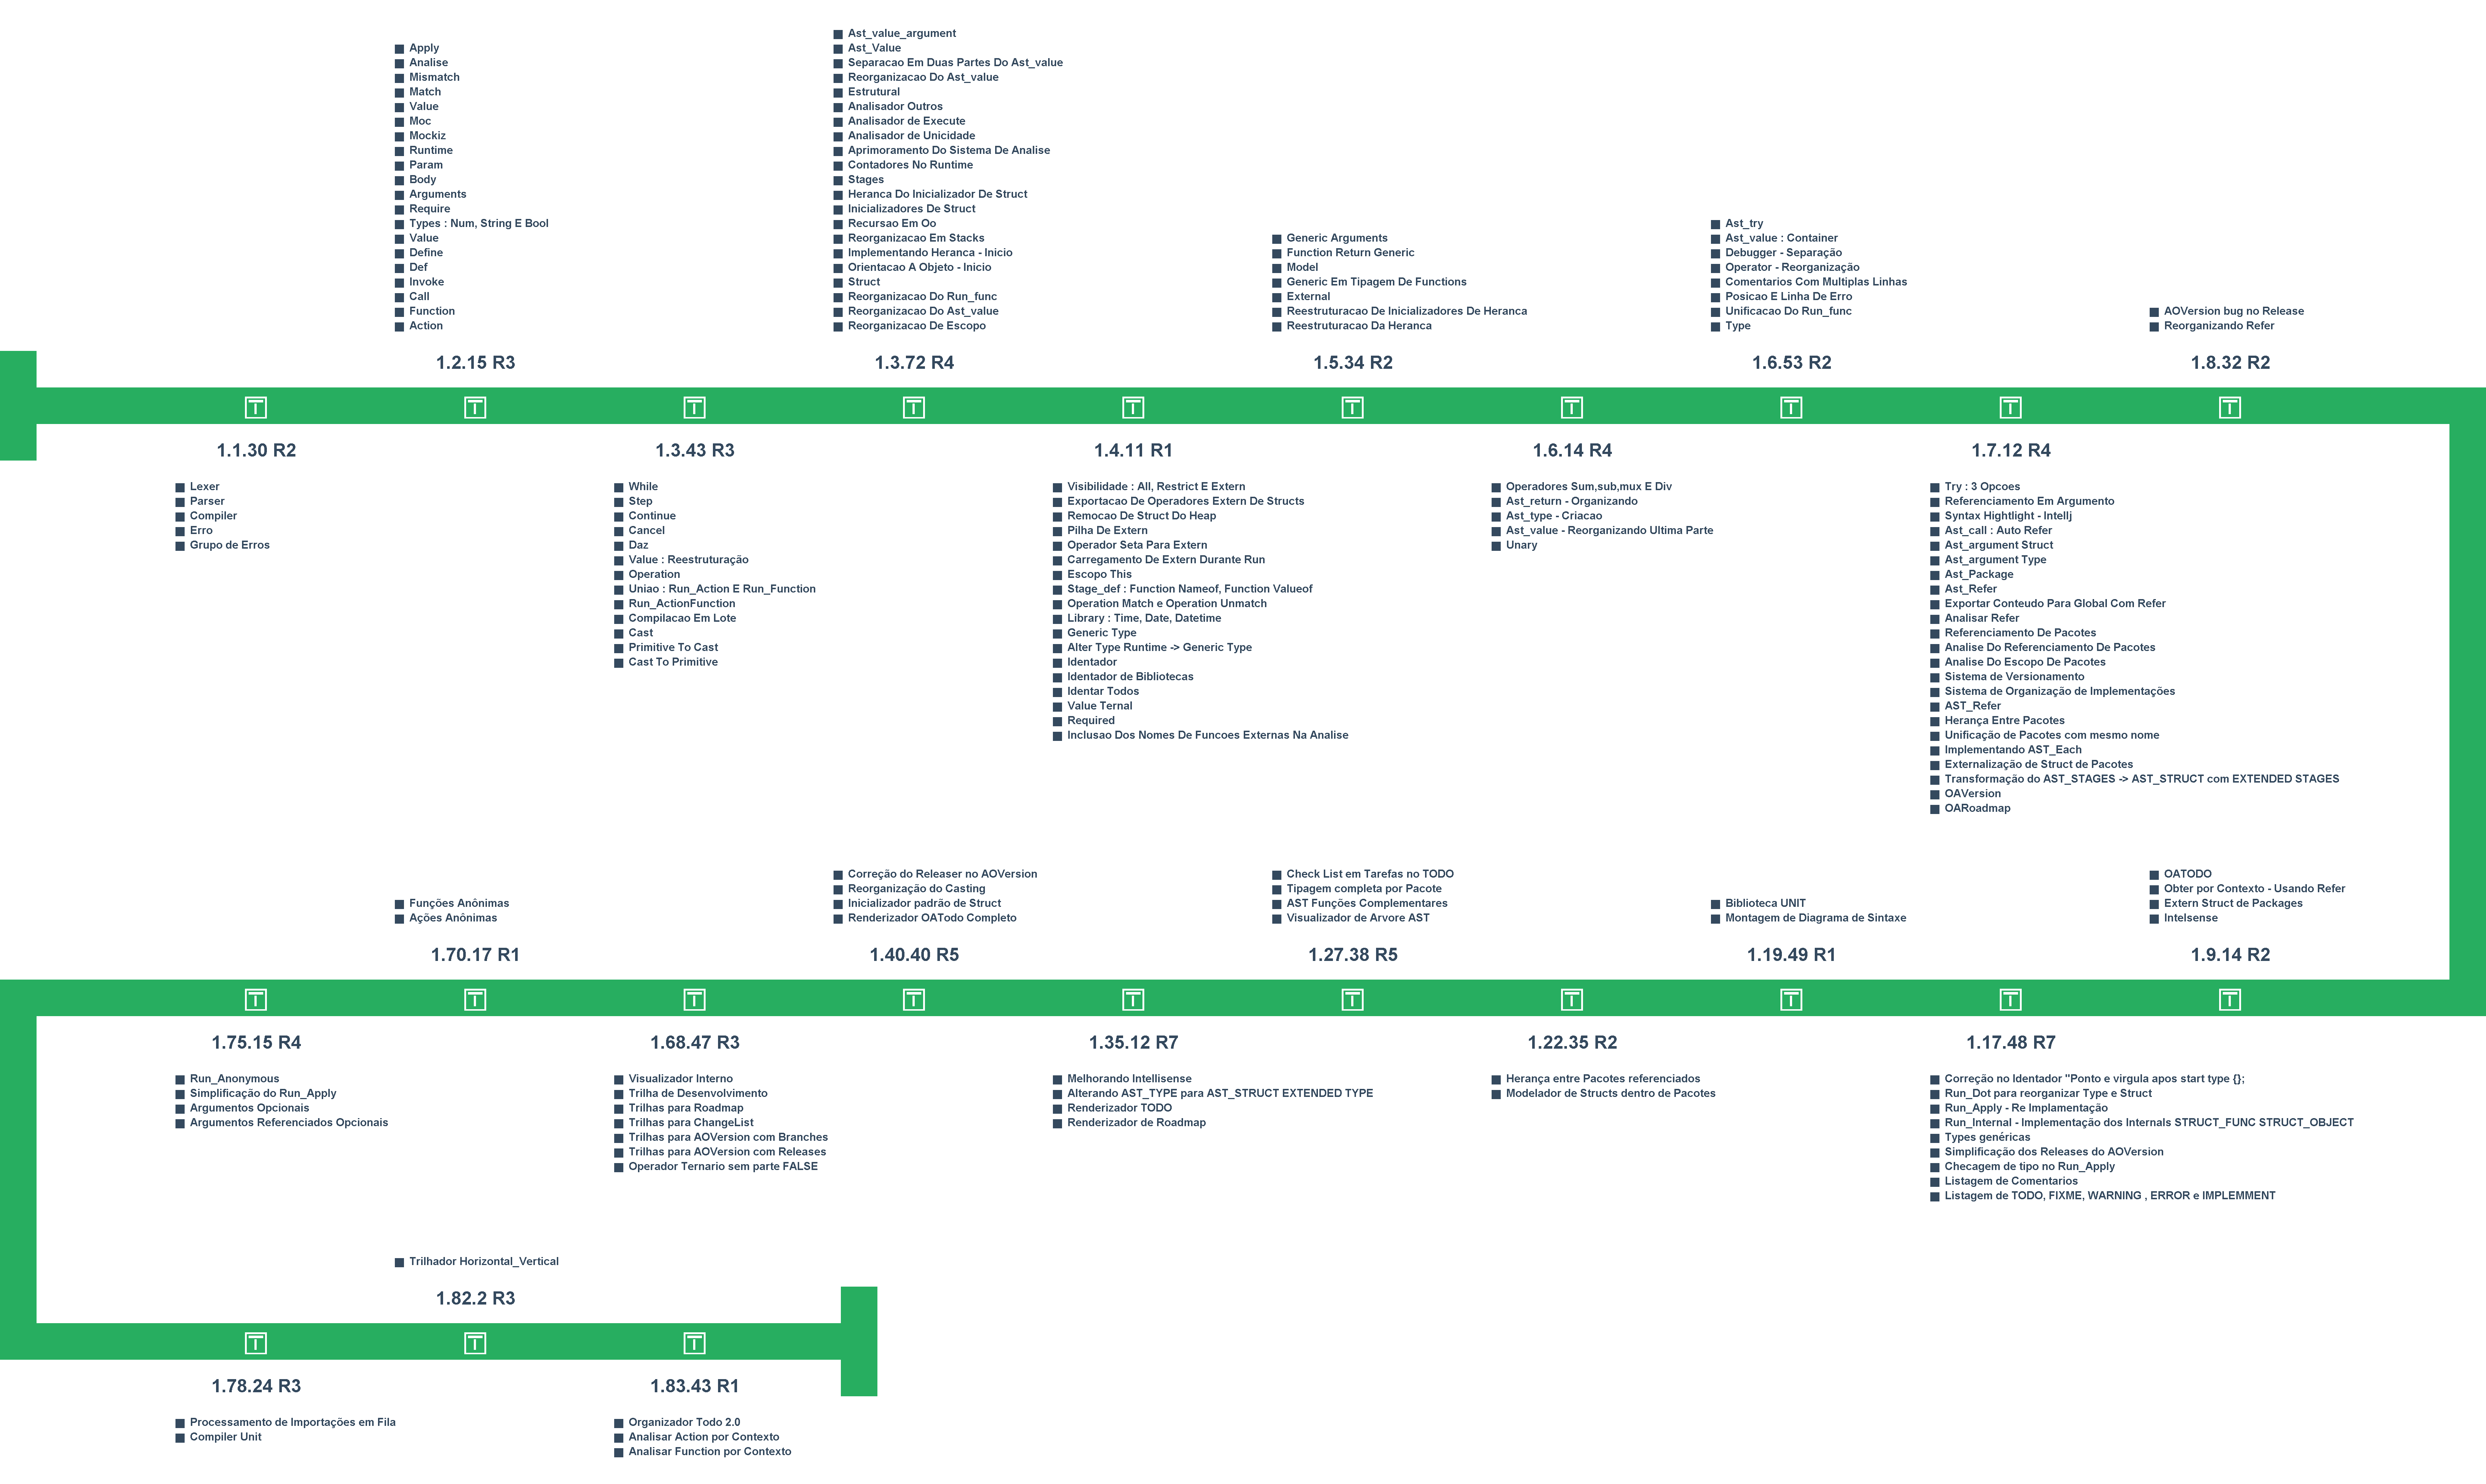 Apply
Analise
Mismatch
Match
Value
Moc
Mockiz
Runtime
Param
Body
Arguments
Require
Types : Num, String E Bool
Value
Define
Def
Invoke
Call
Function
Action
1.2.15 R3
Ast_value_argument
Ast_Value
Separacao Em Duas Partes Do Ast_value
Reorganizacao Do Ast_value
Estrutural
Analisador Outros
Analisador de Execute
Analisador de Unicidade
Aprimoramento Do Sistema De Analise
Contadores No Runtime
Stages
Heranca Do Inicializador De Struct
Inicializadores De Struct
Recursao Em Oo
Reorganizacao Em Stacks
Implementando Heranca - Inicio
Orientacao A Objeto - Inicio
Struct
Reorganizacao Do Run_func
Reorganizacao Do Ast_value
Reorganizacao De Escopo
1.3.72 R4
Generic Arguments
Function Return Generic
Model
Generic Em Tipagem De Functions
External
Reestruturacao De Inicializadores De Heranca
Reestruturacao Da Heranca
1.5.34 R2
Ast_try
Ast_value : Container
Debugger - Separação
Operator - Reorganização
Comentarios Com Multiplas Linhas
Posicao E Linha De Erro
Unificacao Do Run_func
Type
1.6.53 R2
AOVersion bug no Release
Reorganizando Refer
1.8.32 R2
1.1.30 R2
Lexer
Parser
Compiler
Erro
Grupo de Erros
1.3.43 R3
While
Step
Continue
Cancel
Daz
Value : Reestruturação
Operation
Uniao : Run_Action E Run_Function
Run_ActionFunction
Compilacao Em Lote
Cast
Primitive To Cast
Cast To Primitive
1.4.11 R1
Visibilidade : All, Restrict E Extern
Exportacao De Operadores Extern De Structs
Remocao De Struct Do Heap
Pilha De Extern
Operador Seta Para Extern
Carregamento De Extern Durante Run
Escopo This
Stage_def : Function Nameof, Function Valueof
Operation Match e Operation Unmatch
Library : Time, Date, Datetime
Generic Type
Alter Type Runtime -> Generic Type
Identador
Identador de Bibliotecas
Identar Todos
Value Ternal
Required
Inclusao Dos Nomes De Funcoes Externas Na Analise
1.6.14 R4
Operadores Sum,sub,mux E Div
Ast_return - Organizando
Ast_type - Criacao
Ast_value - Reorganizando Ultima Parte
Unary
1.7.12 R4
Try : 3 Opcoes
Referenciamento Em Argumento
Syntax Hightlight - Intellj
Ast_call : Auto Refer
Ast_argument Struct
Ast_argument Type
Ast_Package
Ast_Refer
Exportar Conteudo Para Global Com Refer
Analisar Refer
Referenciamento De Pacotes
Analise Do Referenciamento De Pacotes
Analise Do Escopo De Pacotes
Sistema de Versionamento
Sistema de Organização de Implementações
AST_Refer
Herança Entre Pacotes
Unificação de Pacotes com mesmo nome
Implementando AST_Each
Externalização de Struct de Pacotes
Transformação do AST_STAGES -> AST_STRUCT com EXTENDED STAGES
OAVersion
OARoadmap
Funções Anônimas
Ações Anônimas
1.70.17 R1
Correção do Releaser no AOVersion
Reorganização do Casting
Inicializador padrão de Struct
Renderizador OATodo Completo
1.40.40 R5
Check List em Tarefas no TODO
Tipagem completa por Pacote
AST Funções Complementares
Visualizador de Arvore AST
1.27.38 R5
Biblioteca UNIT
Montagem de Diagrama de Sintaxe
1.19.49 R1
OATODO
Obter por Contexto - Usando Refer
Extern Struct de Packages
Intelsense
1.9.14 R2
1.75.15 R4
Run_Anonymous
Simplificação do Run_Apply
Argumentos Opcionais
Argumentos Referenciados Opcionais
1.68.47 R3
Visualizador Interno
Trilha de Desenvolvimento
Trilhas para Roadmap
Trilhas para ChangeList
Trilhas para AOVersion com Branches
Trilhas para AOVersion com Releases
Operador Ternario sem parte FALSE
1.35.12 R7
Melhorando Intellisense
Alterando AST_TYPE para AST_STRUCT EXTENDED TYPE
Renderizador TODO
Renderizador de Roadmap
1.22.35 R2
Herança entre Pacotes referenciados
Modelador de Structs dentro de Pacotes
1.17.48 R7
Correção no Identador "Ponto e virgula apos start type {};
Run_Dot para reorganizar Type e Struct
Run_Apply - Re Implamentação
Run_Internal - Implementação dos Internals STRUCT_FUNC STRUCT_OBJECT
Types genéricas
Simplificação dos Releases do AOVersion
Checagem de tipo no Run_Apply
Listagem de Comentarios
Listagem de TODO, FIXME, WARNING , ERROR e IMPLEMMENT
Trilhador Horizontal_Vertical
1.82.2 R3
1.78.24 R3
Processamento de Importações em Fila
Compiler Unit
1.83.43 R1
Organizador Todo 2.0
Analisar Action por Contexto
Analisar Function por Contexto